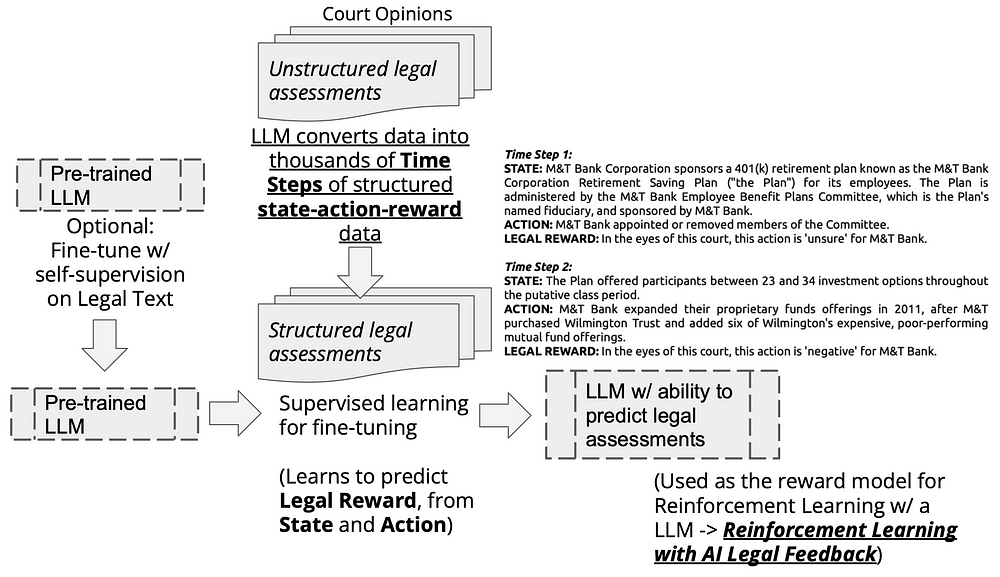 Court Opinions
Unstructured legal
assessments
LLM converts data into
thousands of Time
Steps of structured
state-action-reward
data
Pre-trained
LLM
Optional:
Fine-tune w/
self-supervision
on Legal Text
Time Step 1:
STATE: M&T Bank Corporation sponsors a 401(k) retirement plan known as the M&T Bank
Corporation Retirement Saving Plan ("the Plan") for its employees. The Plan is
administered by the M&T Bank Employee Benefit Plans Committee, which is the Plan's
named fiduciary, and sponsored by M&T Bank.
ACTION: M&T Bank appointed or removed members of the Committee.
LEGAL REWARD: In the eyes of this court, this action is 'unsure' for M&T Bank.
Time Step 2:
STATE: The Plan offered participants between 23 and 34 investment options throughout
the putative class period.
ACTION: M&T Bank expanded their proprietary funds offerings in 2011, after M&T
purchased Wilmington Trust and added six of Wilmington's expensive, poor-performing
mutual fund offerings.
LEGAL REWARD: In the eyes of this court, this action is 'negative' for M&T Bank.
Structured legal
assessments
Pre-trained
LLM
Supervised learning
for fine-tuning
(Learns to predict
Legal Reward, from
State and Action)
LLM w/ ability to
predict legal
assessments
(Used as the reward model for
Reinforcement Learning w/ a
LLM -> Reinforcement Learning
with AI Legal Feedback)